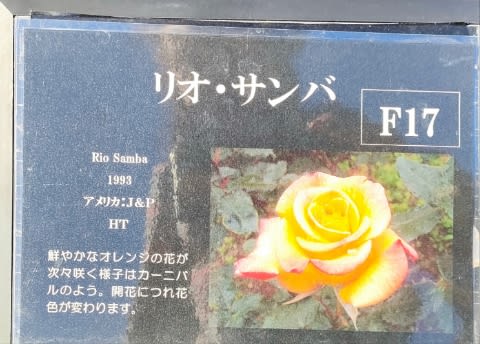 リオ・サンバ
F17
Rio Samba
1993
アメリカ:J&P
HT
鮮やかなオレンジの花が
次々咲く様子はカーニバ
ルのよう。開花につれ花
色が変わります。